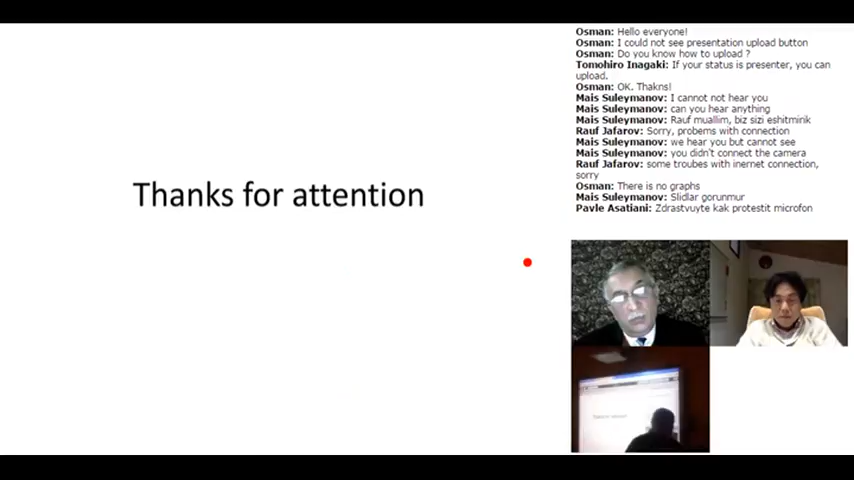 Thanks for attention
Osman: Hello everyone!
Osman: I could not see presentation upload button
Osman: Do you know how to upload ?
Tomohiro Inagaki: If your status is presenter, you can
upload.
Osman: OK. Thakns!
Mais Suleymanov: I cannot not hear you
Mais Suleymanov: can you hear anything
Mais Suleymanov: Rauf muallim, biz sizi eshitmirik
Rauf Jafarov: Sorry, probems with connection
Mais Suleymanov: we hear you but cannot see
Mais Suleymanov: you didn't connect the camera
Rauf Jafarov: some troubes with inernet connection,
sorry
Osman: There is no graphs
Mais Suleymanov: Slidlar gorunmur
Pavle Asatiani: Zdrastvuyte kak protestit microfon